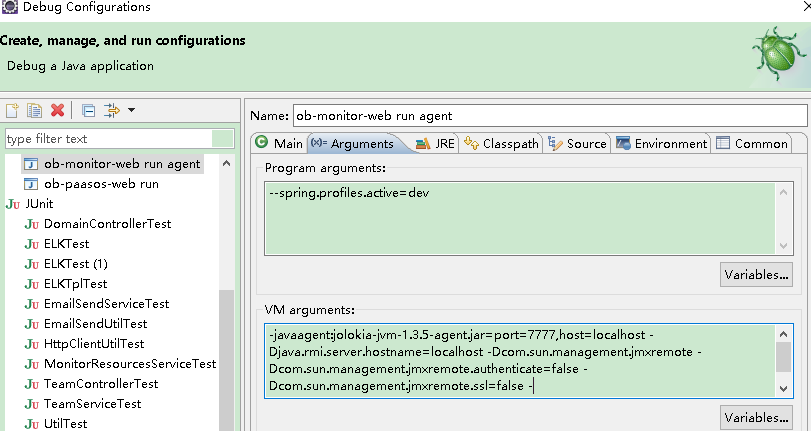 Debug Configurations
Create, manage, and run configurations
Debug a Java application
type filter text
ob-monitor-web run agent
ob-paasos-web run
JUnit
DomainControllerTest
ELKTest
ELKTest (1)
ELKTplTest
EmailSendServiceTest
EmailSendUtilTest
HttpClientUtilTest
MonitorResourcesServiceTest
TeamControllerTest
TeamServiceTest
UtilTest
Name: ob-monitor-web run agent
Main Arguments JRE Classpath Source Environment Common
Program arguments:
--spring.profiles.active=dev
Variables...
VM arguments:
-javaagent:jolokia-jvm-1.3.5-agent.jar=port=7777,host=localhost -
Djava.rmi.server.hostname=localhost -Dcom.sun.management.jmxremote -
Dcom.sun.management.jmxremote.authenticate=false -
Dcom.sun.management.jmxremote.ssl=false -
Variables...